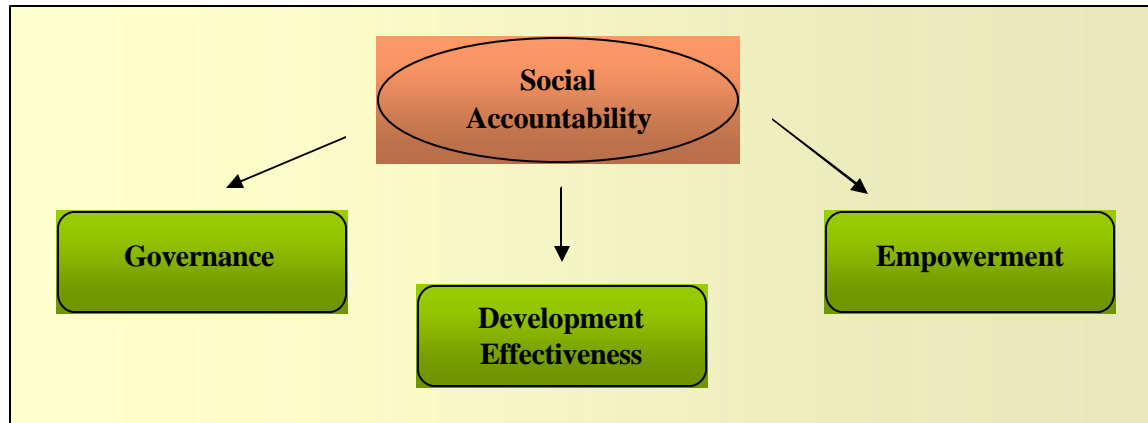 Social
Accountability
Governance
Empowerment
Development
Effectiveness